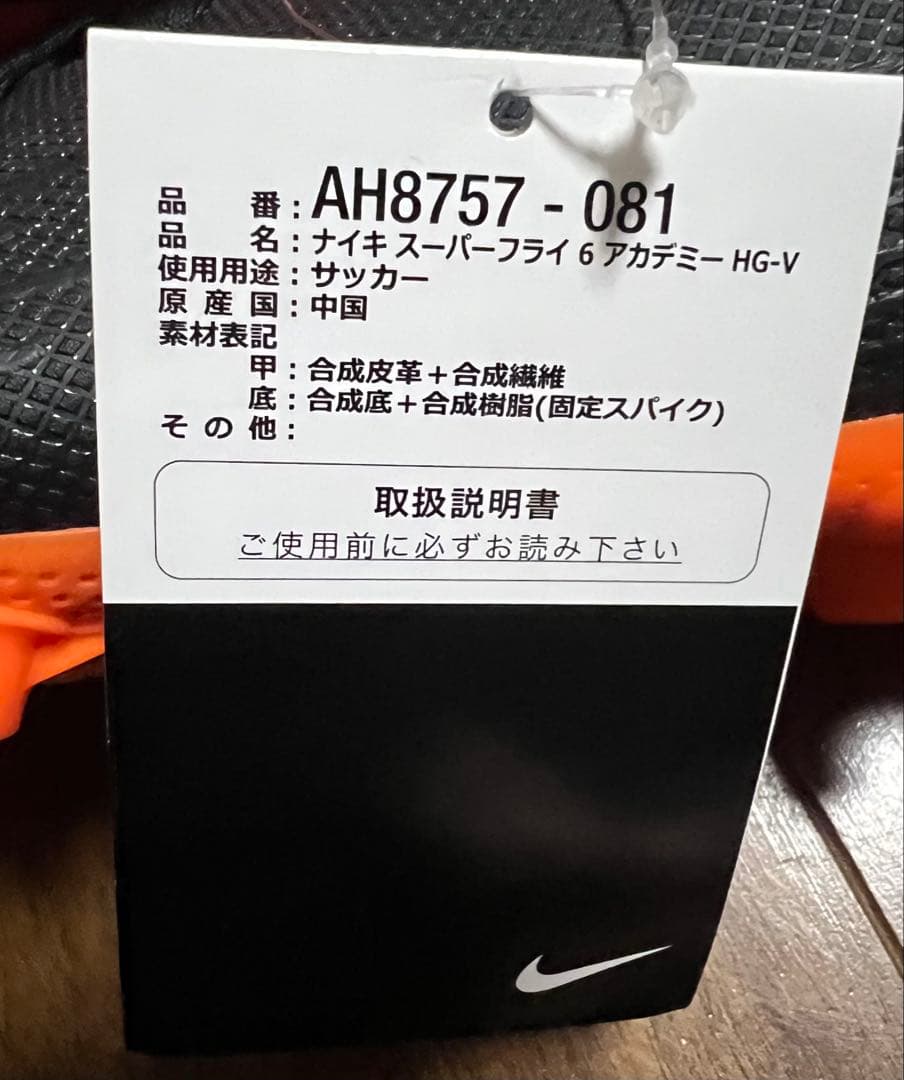 品番:AH8757-081
品名:ナイキ スーパーフライ 6 アカデミー HG-V
使用用途:サッカー
原産国:中国
素材表記
甲:合成皮革+合成繊維
底:合成底+合成樹脂(固定スパイク)
その他:
取扱説明書
ご使用前に必ずお読み下さい